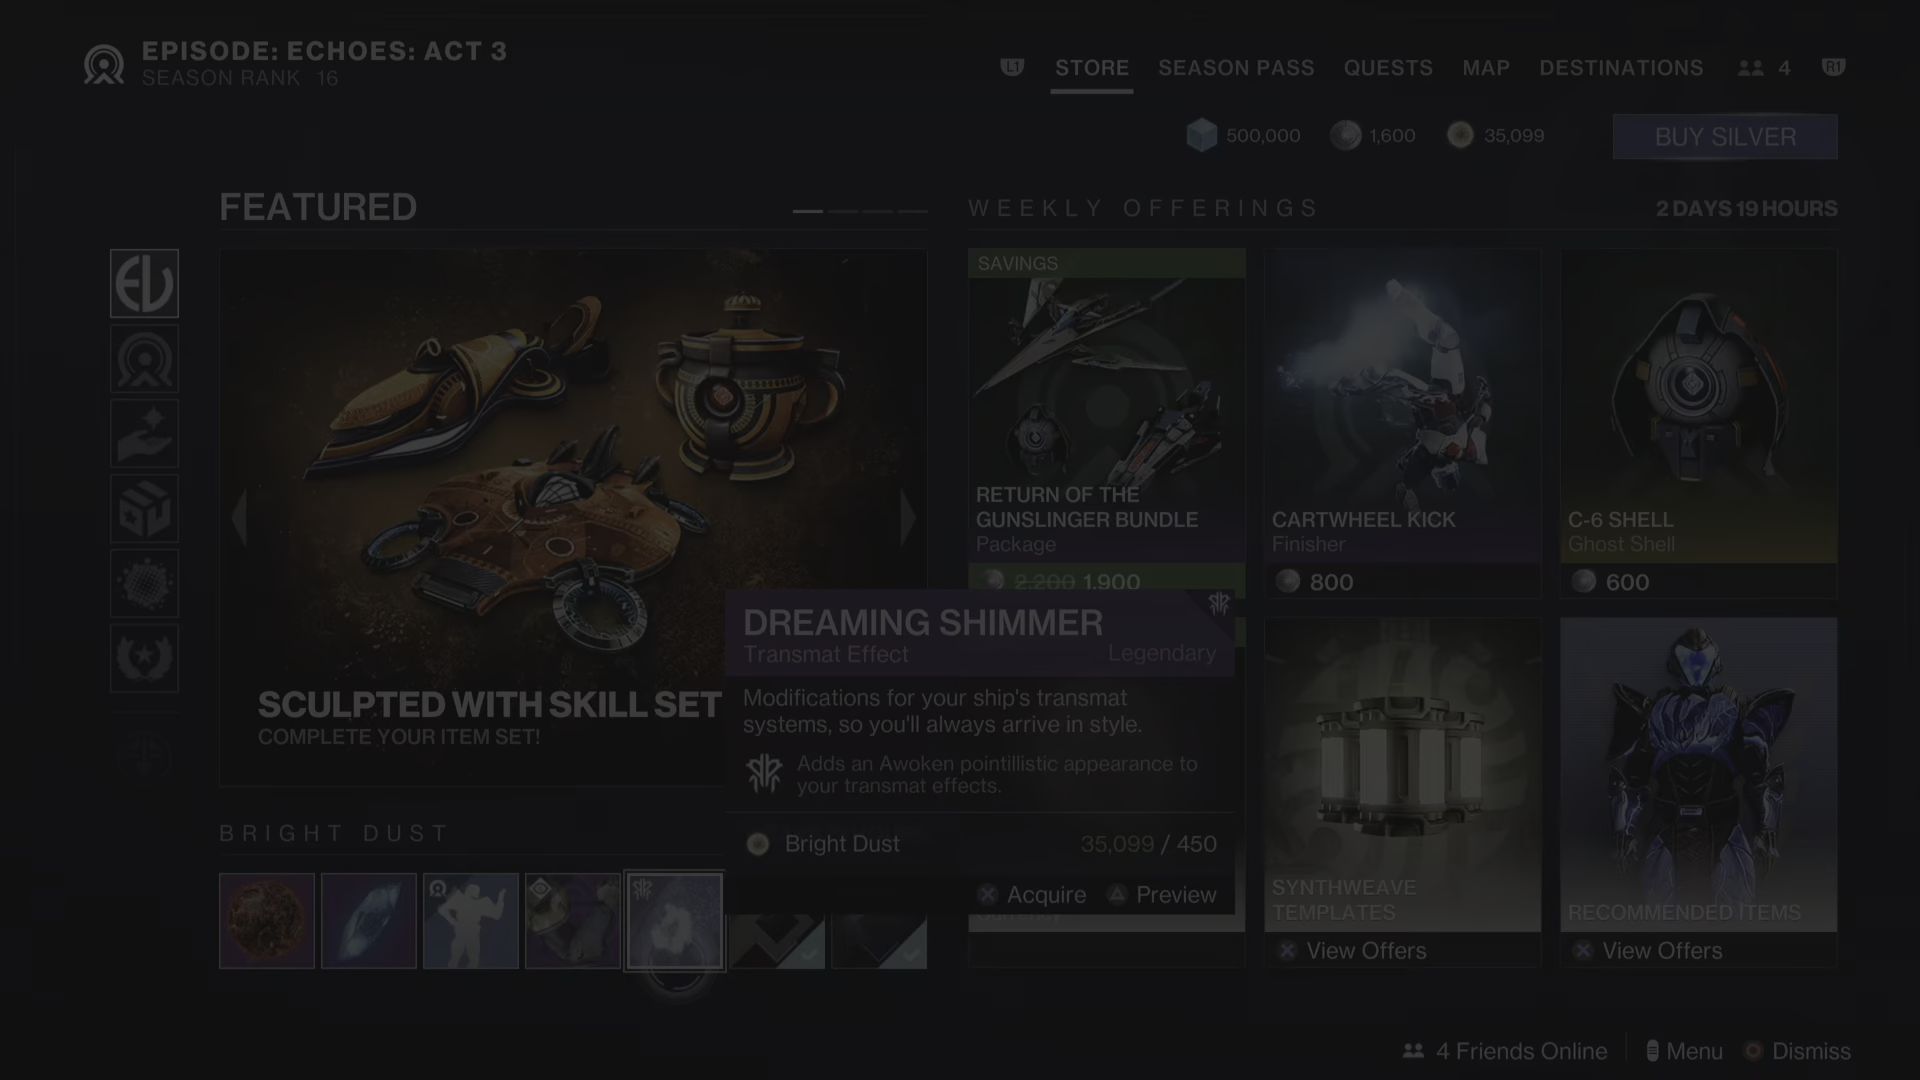 EPISODE: ECHOES: ACT 3
SEASON RANK 16
L1
STORE
SEASON PASS
QUESTS
MAP
DESTINATIONS
4
R1
500,000
1,600
35,099
BUY SILVER
FEATURED
WEEKLY OFFERINGS
2 DAYS 19 HOURS
SAVINGS
RETURN OF THE
GUNSLINGER BUNDLE
Package
2,200 1,900
CARTWHEEL KICK
Finisher
800
C-6 SHELL
Ghost Shell
600
SCULPTED WITH SKILL SET
COMPLETE YOUR ITEM SET!
DREAMING SHIMMER
Transmat Effect
Legendary
Modifications for your ship's transmat
systems, so you'll always arrive in style.
Adds an Awoken pointillistic appearance to
your transmat effects.
Bright Dust
35,099 / 450
Acquire
Preview
Currency
BRIGHT DUST
SYNTHWEAVE
TEMPLATES
View Offers
RECOMMENDED ITEMS
View Offers
4 Friends Online
Menu
Dismiss